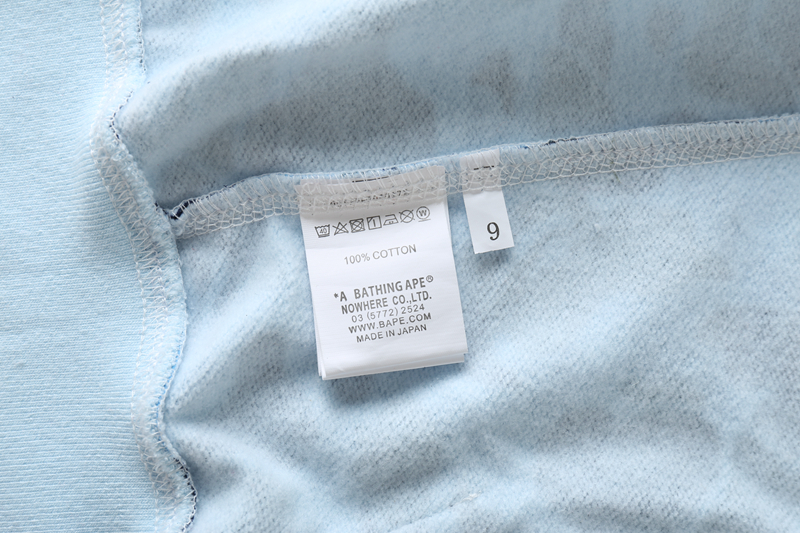 100% COTTON
*A BATHING APE®
NOWHERE CO.,LTD.
03 (5772) 2524
WWW.BAPE.COM
MADE IN JAPAN
9